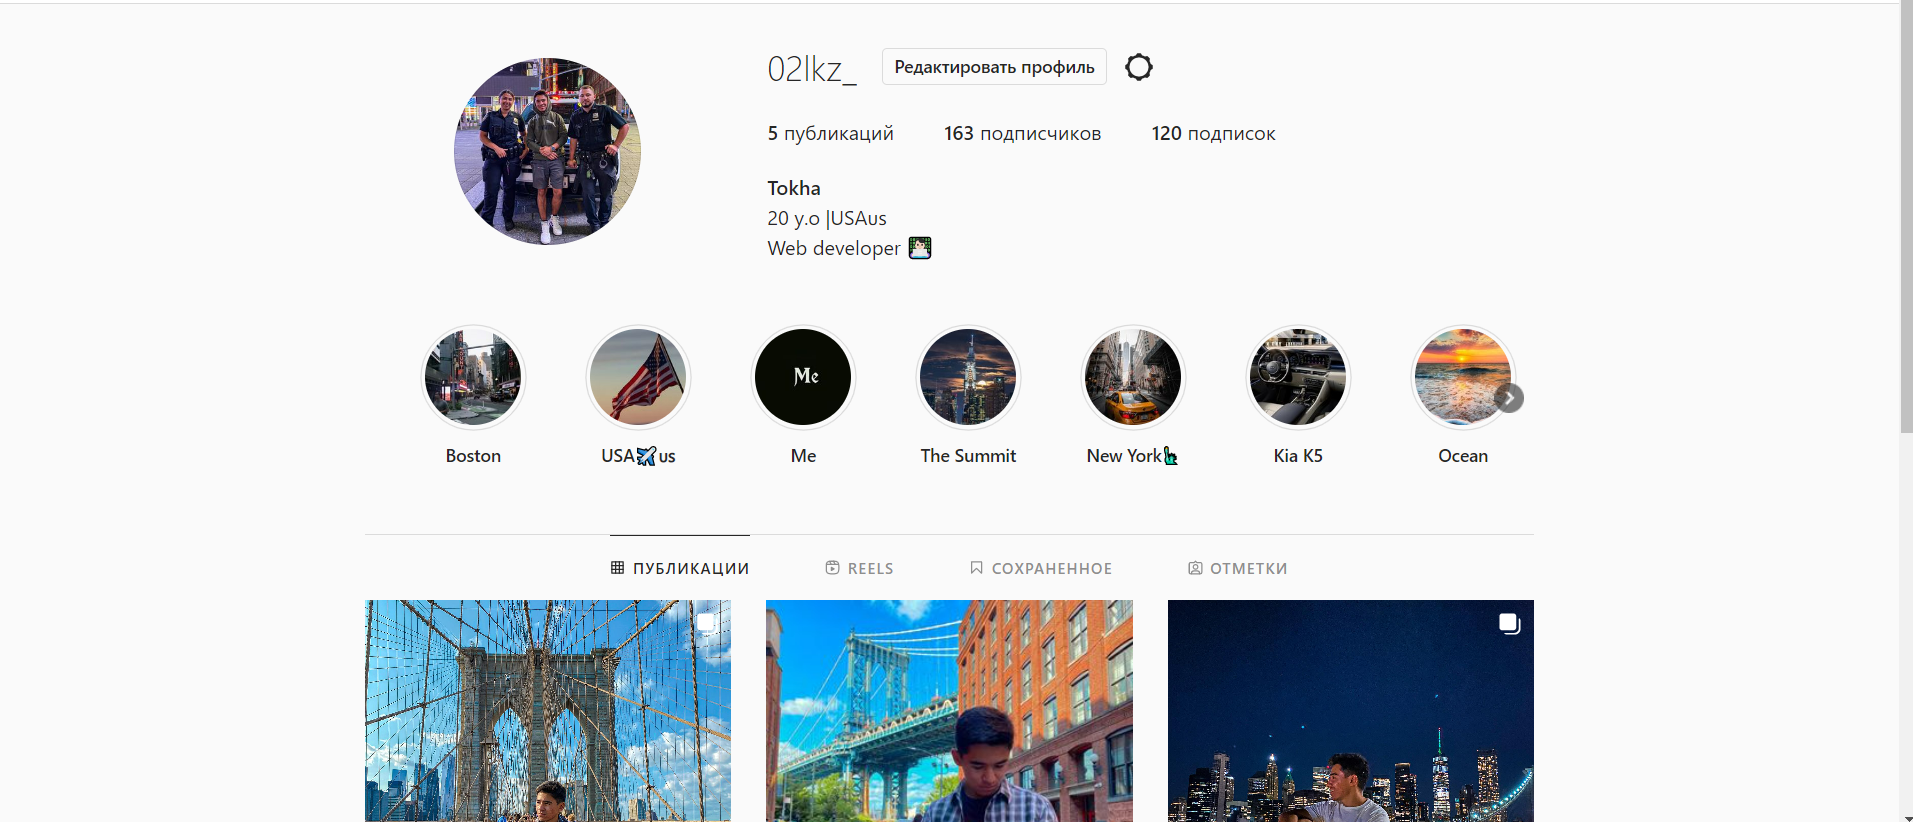 02lkz_ Редактировать профиль
5 публикаций 163 подписчиков 120 подписок
Tokha
20 y.o |USAus
Web developer
Me
Boston USA us Me The Summit New York Kia K5 Ocean
ПУБЛИКАЦИИ REELS СОХРАНЕННОЕ ОТМЕТКИ